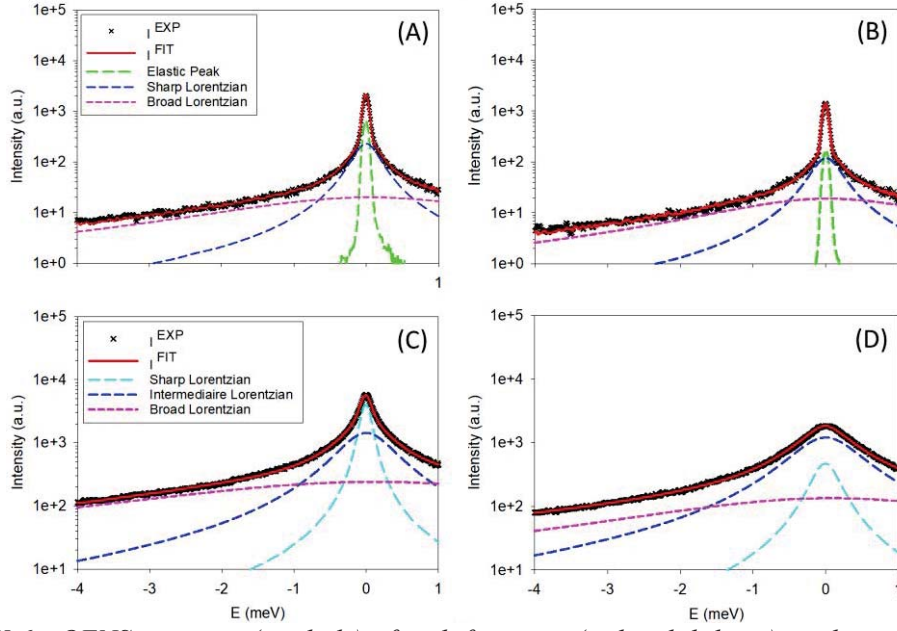 (A)
1e+5
1e+4
1e+3
1e+2
1e+1
1e+0
Intensity (a.u.)
I EXP
I FIT
Elastic Peak
Sharp Lorentzian
Broad Lorentzian
1
(B)
1e+5
1e+4
1e+3
1e+2
1e+1
1e+0
Intensity (a.u.)
(C)
1e+5
1e+4
1e+3
1e+2
1e+1
Intensity (a.u.)
I EXP
I FIT
Sharp Lorentzian
Intermediaire Lorentzian
Broad Lorentzian
-4 -3 -2 -1 0 1
E (meV)
(D)
1e+5
1e+4
1e+3
1e+2
1e+1
Intensity (a.u.)
-4 -3 -2 -1 0 1
E (meV)